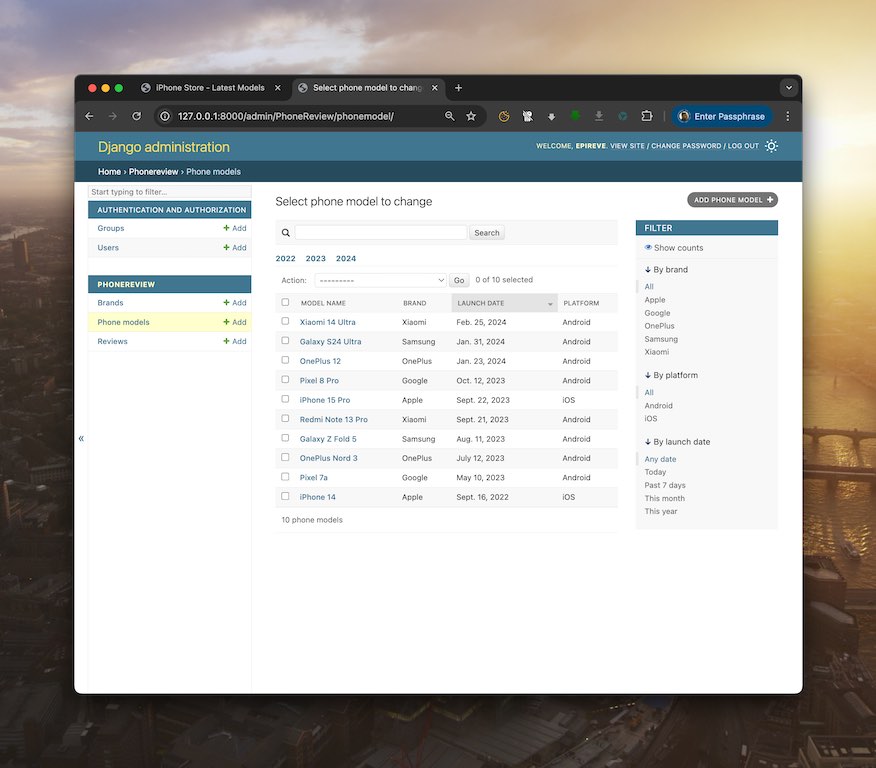 iPhone Store - Latest Models
Select phone model to chang
127.0.0.1:8000/admin/PhoneReview/phonemodel/
Enter Passphrase
Django administration
WELCOME, EPIREVE. VIEW SITE / CHANGE PASSWORD / LOG OUT
Home › Phonereview › Phone models
Start typing to filter...
AUTHENTICATION AND AUTHORIZATION
Groups + Add
Users + Add
PHONEREVIEW
Brands + Add
Phone models + Add
Reviews + Add
«
Select phone model to change
ADD PHONE MODEL +
Search
2022 2023 2024
Action: --------- Go 0 of 10 selected
MODEL NAME BRAND LAUNCH DATE PLATFORM
Xiaomi 14 Ultra Xiaomi Feb. 25, 2024 Android
Galaxy S24 Ultra Samsung Jan. 31, 2024 Android
OnePlus 12 OnePlus Jan. 23, 2024 Android
Pixel 8 Pro Google Oct. 12, 2023 Android
iPhone 15 Pro Apple Sept. 22, 2023 iOS
Redmi Note 13 Pro Xiaomi Sept. 21, 2023 Android
Galaxy Z Fold 5 Samsung Aug. 11, 2023 Android
OnePlus Nord 3 OnePlus July 12, 2023 Android
Pixel 7a Google May 10, 2023 Android
iPhone 14 Apple Sept. 16, 2022 iOS
10 phone models
FILTER
Show counts
↓ By brand
All
Apple
Google
OnePlus
Samsung
Xiaomi
↓ By platform
All
Android
iOS
↓ By launch date
Any date
Today
Past 7 days
This month
This year